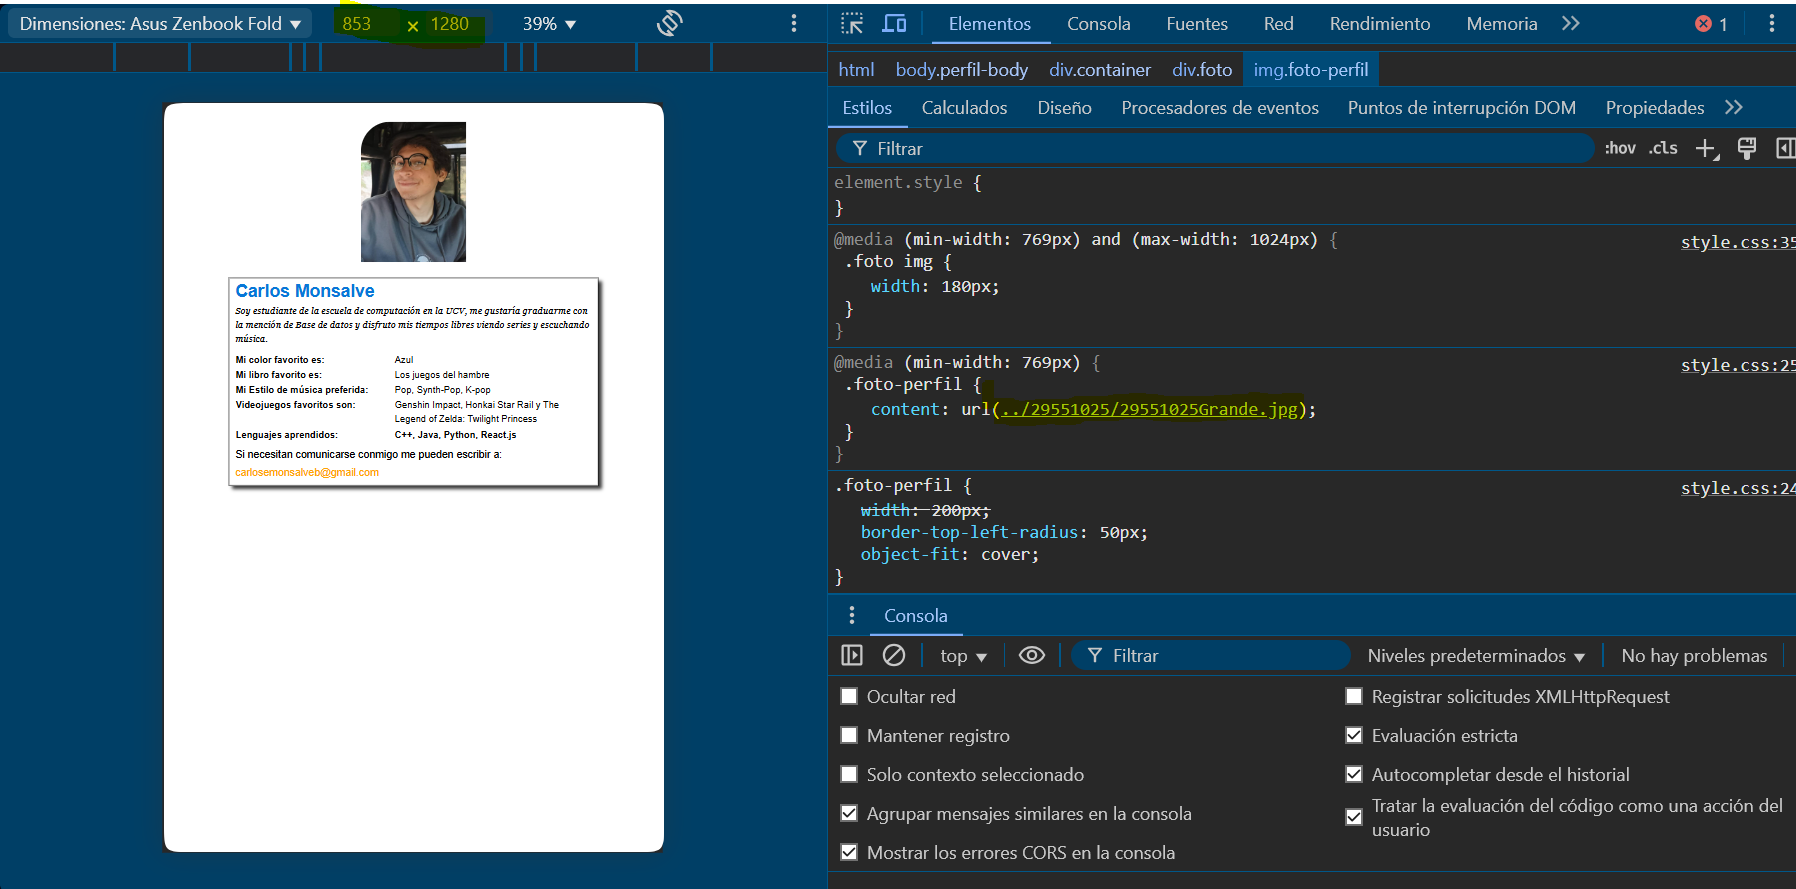 Dimensiones: Asus Zenbook Fold ▼ 853 × 1280 39% ▼
Elementos Consola Fuentes Red Rendimiento Memoria 1
html body.perfil-body div.container div.foto img.foto-perfil
Estilos Calculados Diseño Procesadores de eventos Puntos de interrupción DOM Propiedades
Filtrar :hov .cls
element.style {
}
@media (min-width: 769px) and (max-width: 1024px) { style.css:35
.foto img {
width: 180px;
}
}
@media (min-width: 769px) { style.css:25
.foto-perfil {
content: url(../29551025/29551025Grande.jpg);
}
}
.foto-perfil { style.css:24
width: 200px;
border-top-left-radius: 50px;
object-fit: cover;
}
Carlos Monsalve
Soy estudiante de la escuela de computación en la UCV, me gustaría graduarme con
la mención de Base de datos y disfruto mis tiempos libres viendo series y escuchando
música.
Mi color favorito es: Azul
Mi libro favorito es: Los juegos del hambre
Mi Estilo de música preferida: Pop, Synth-Pop, K-pop
Videojuegos favoritos son: Genshin Impact, Honkai Star Rail y The
Legend of Zelda: Twilight Princess
Lenguajes aprendidos: C++, Java, Python, React.js
Si necesitan comunicarse conmigo me pueden escribir a:
carlosemonsalveb@gmail.com
Consola
top ▼ Filtrar Niveles predeterminados ▼ No hay problemas
Ocultar red Registrar solicitudes XMLHttpRequest
Mantener registro Evaluación estricta
Solo contexto seleccionado Autocompletar desde el historial
Agrupar mensajes similares en la consola Tratar la evaluación del código como una acción del
usuario
Mostrar los errores CORS en la consola